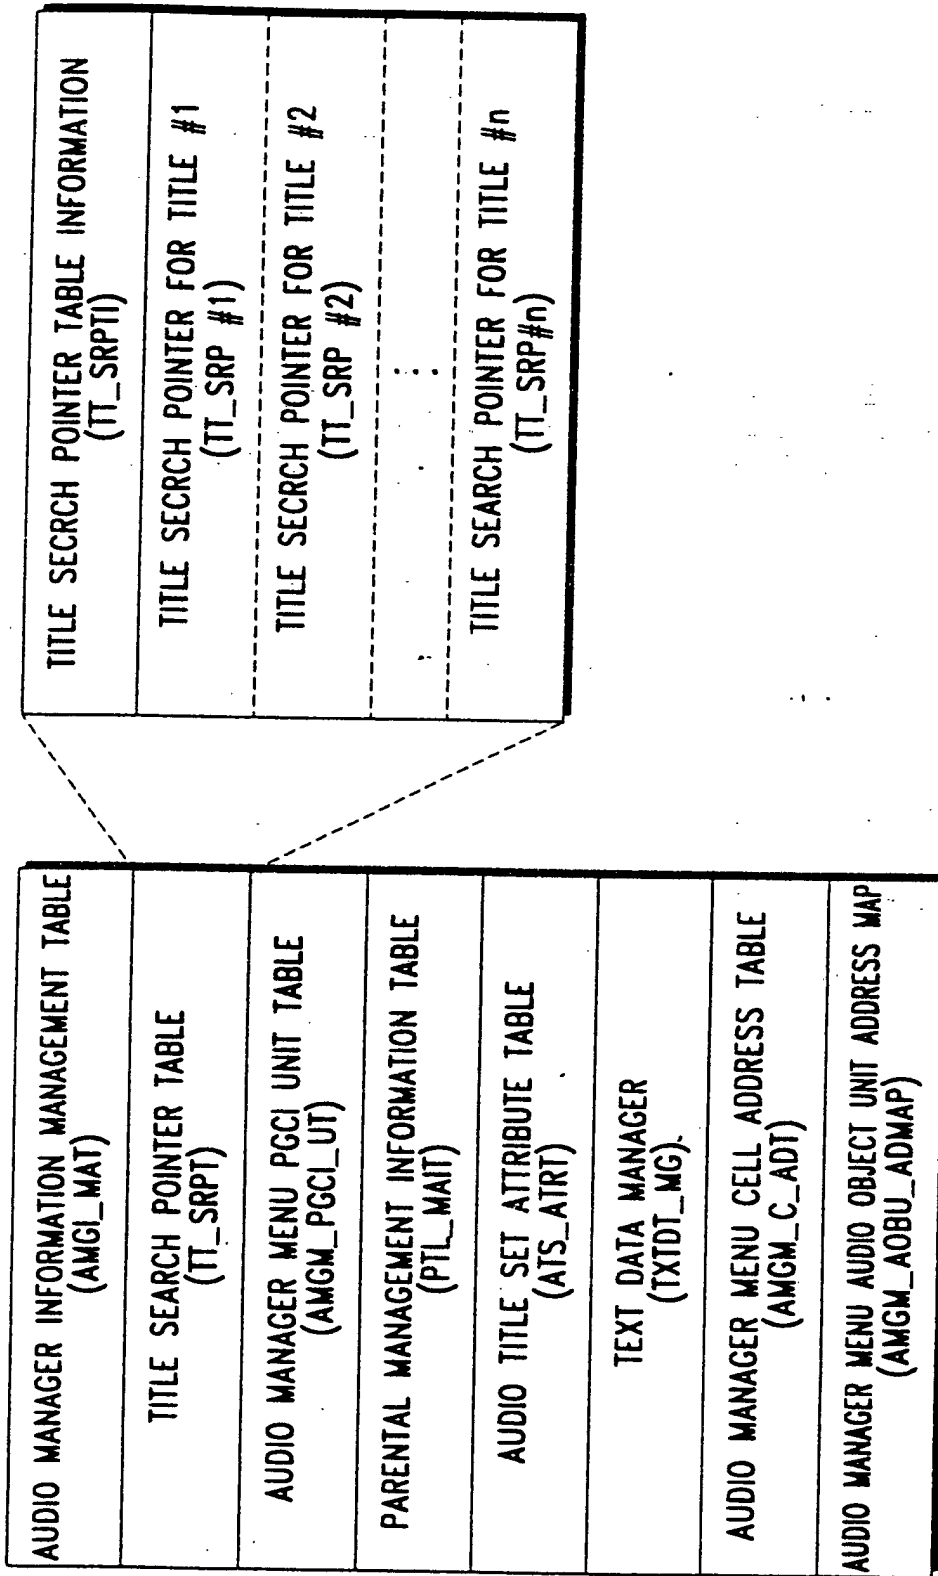 AUDIO MANAGER INFORMATION MANAGEMENT TABLE
(AMGI_MAT)
TITLE SEARCH POINTER TABLE
(TT_SRPT)
AUDIO MANAGER MENU PGCI UNIT TABLE
(AMGM_PGCI_UT)
PARENTAL MANAGEMENT INFORMATION TABLE
(PTL_MAIT)
AUDIO TITLE SET ATTRIBUTE TABLE
(ATS_ATRT)
TEXT DATA MANAGER
(TXTDT_MG)
AUDIO MANAGER MENU CELL ADDRESS TABLE
(AMGM_C_ADT)
AUDIO MANAGER MENU AUDIO OBJECT UNIT ADDRESS MAP
(AMGM_AOBU_ADMAP)
TITLE SECRCH POINTER TABLE INFORMATION
(TT_SRPTI)
TITLE SECRCH POINTER FOR TITLE #1
(TT_SRP #1)
TITLE SECRCH POINTER FOR TITLE #2
(TT_SRP #2)
...
TITLE SEARCH POINTER FOR TITLE #n
(TT_SRP#n)